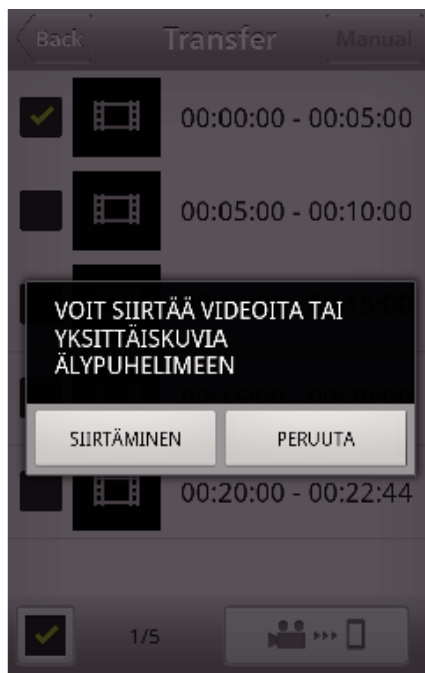 Back Transfer Manual
00:00:00 - 00:05:00
00:05:00 - 00:10:00
VOIT SIIRTÄÄ VIDEOITA TAI
YKSITTÄISKUVIA
ÄLYPUHELIMEEN
SIIRTÄMINEN PERUUTA
00:20:00 - 00:22:44
1/5